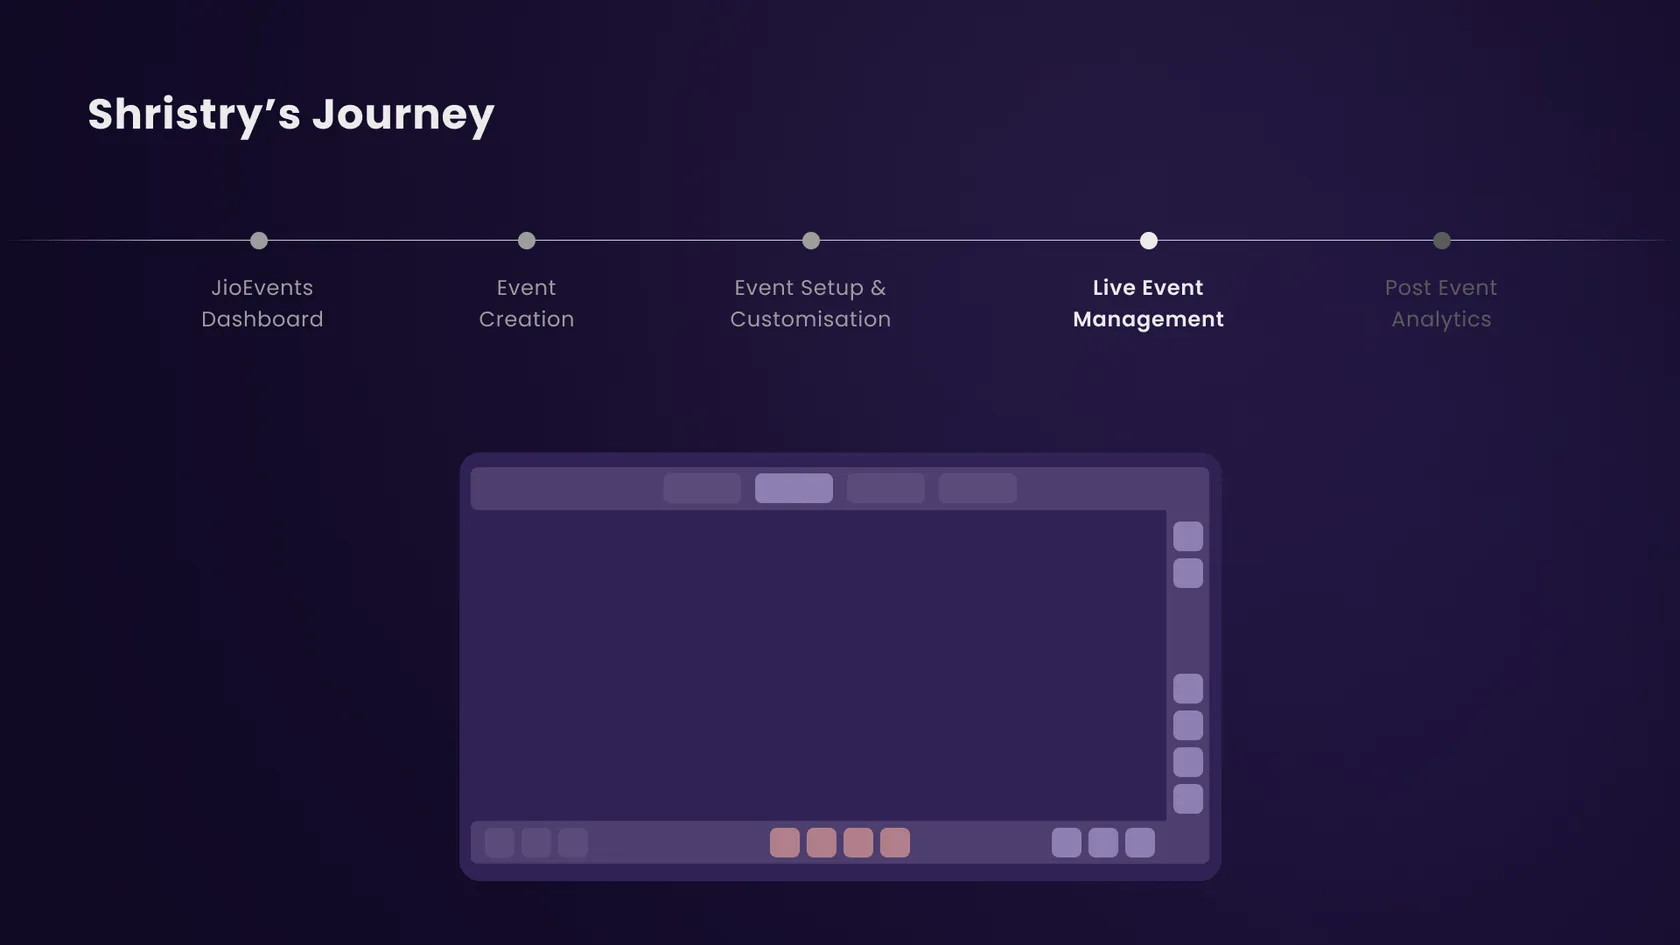 Shristry’s Journey
JioEvents
Dashboard
Event
Creation
Event Setup &
Customisation
Live Event
Management
Post Event
Analytics